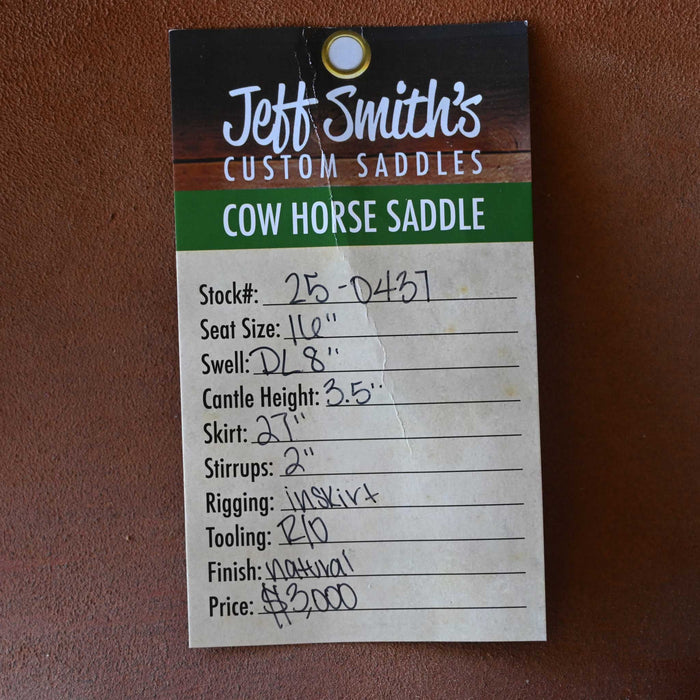 Jeff Smith's
CUSTOM SADDLES
COW HORSE SADDLE
Stock#: 25-0437
Seat Size: 16"
Swell: DL 8"
Cantle Height: 3.5"
Skirt: 27"
Stirrups: 2"
Rigging: inskirt
Tooling: R/O
Finish: natural
Price: $3,000